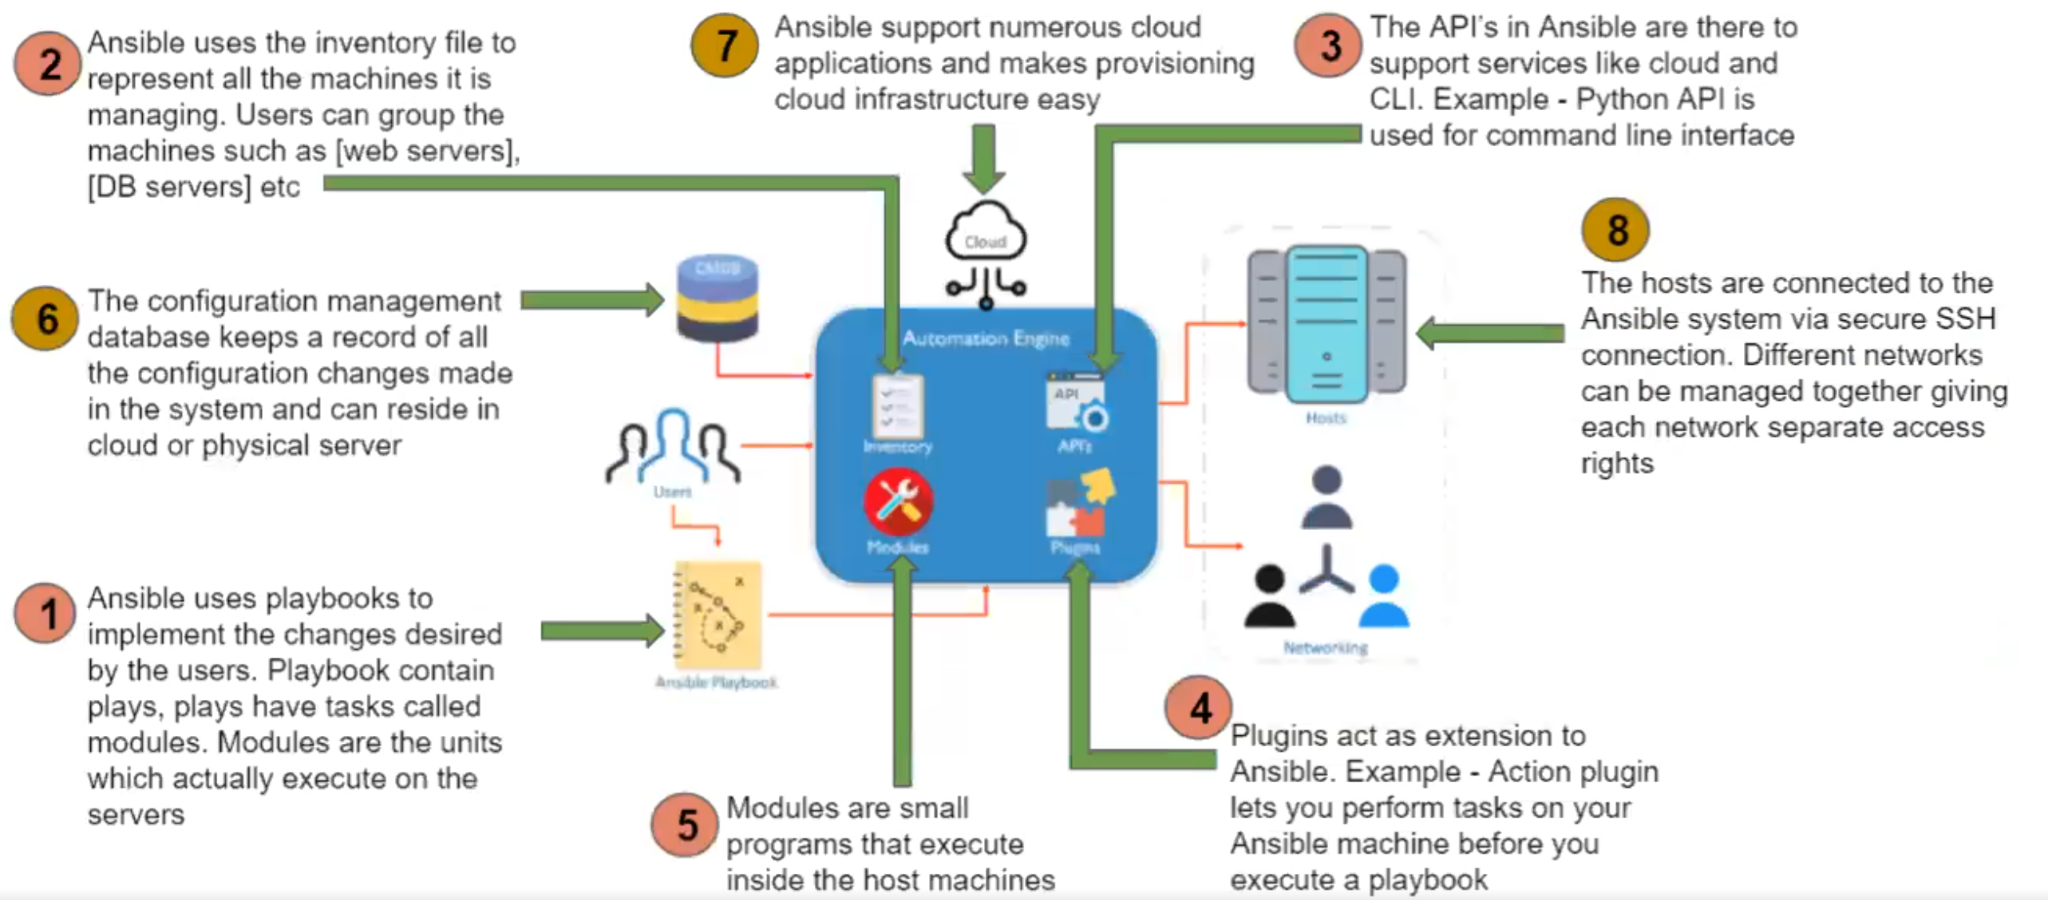 2
Ansible uses the inventory file to
represent all the machines it is
managing. Users can group the
machines such as [web servers],
[DB servers] etc
7
Ansible support numerous cloud
applications and makes provisioning
cloud infrastructure easy
3
The API's in Ansible are there to
support services like cloud and
CLI. Example - Python API is
used for command line interface
Cloud
8
The hosts are connected to the
Ansible system via secure SSH
connection. Different networks
can be managed together giving
each network separate access
rights
6
The configuration management
database keeps a record of all
the configuration changes made
in the system and can reside in
cloud or physical server
CMDB
Users
Automation Engine
Inventory
API
API's
Modules
Plugins
Hosts
Networking
1
Ansible uses playbooks to
implement the changes desired
by the users. Playbook contain
plays, plays have tasks called
modules. Modules are the units
which actually execute on the
servers
Ansible Playbook
5
Modules are small
programs that execute
inside the host machines
4
Plugins act as extension to
Ansible. Example - Action plugin
lets you perform tasks on your
Ansible machine before you
execute a playbook